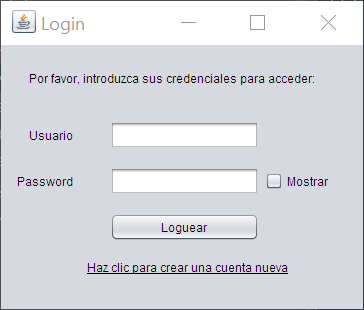 Login
Por favor, introduzca sus credenciales para acceder:
Usuario
Password
Mostrar
Loguear
Haz clic para crear una cuenta nueva